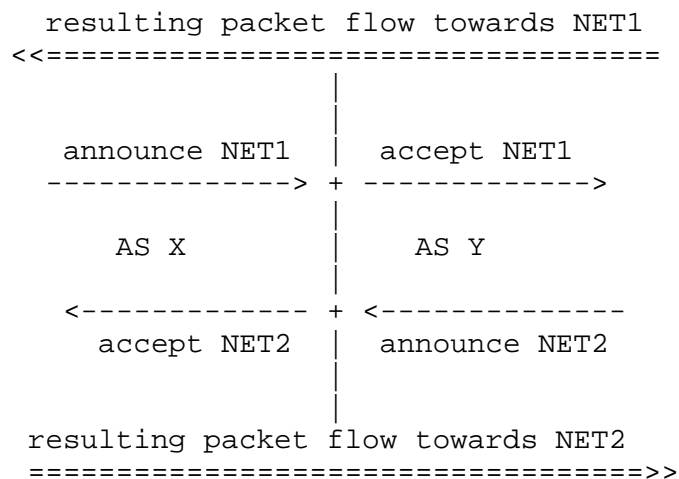 resulting packet flow towards NET1
<<===================================
|
|
announce NET1 | accept NET1
--------------> + ------------->
|
AS X | AS Y
|
<------------- + <--------------
accept NET2 | announce NET2
|
|
resulting packet flow towards NET2
===================================>>